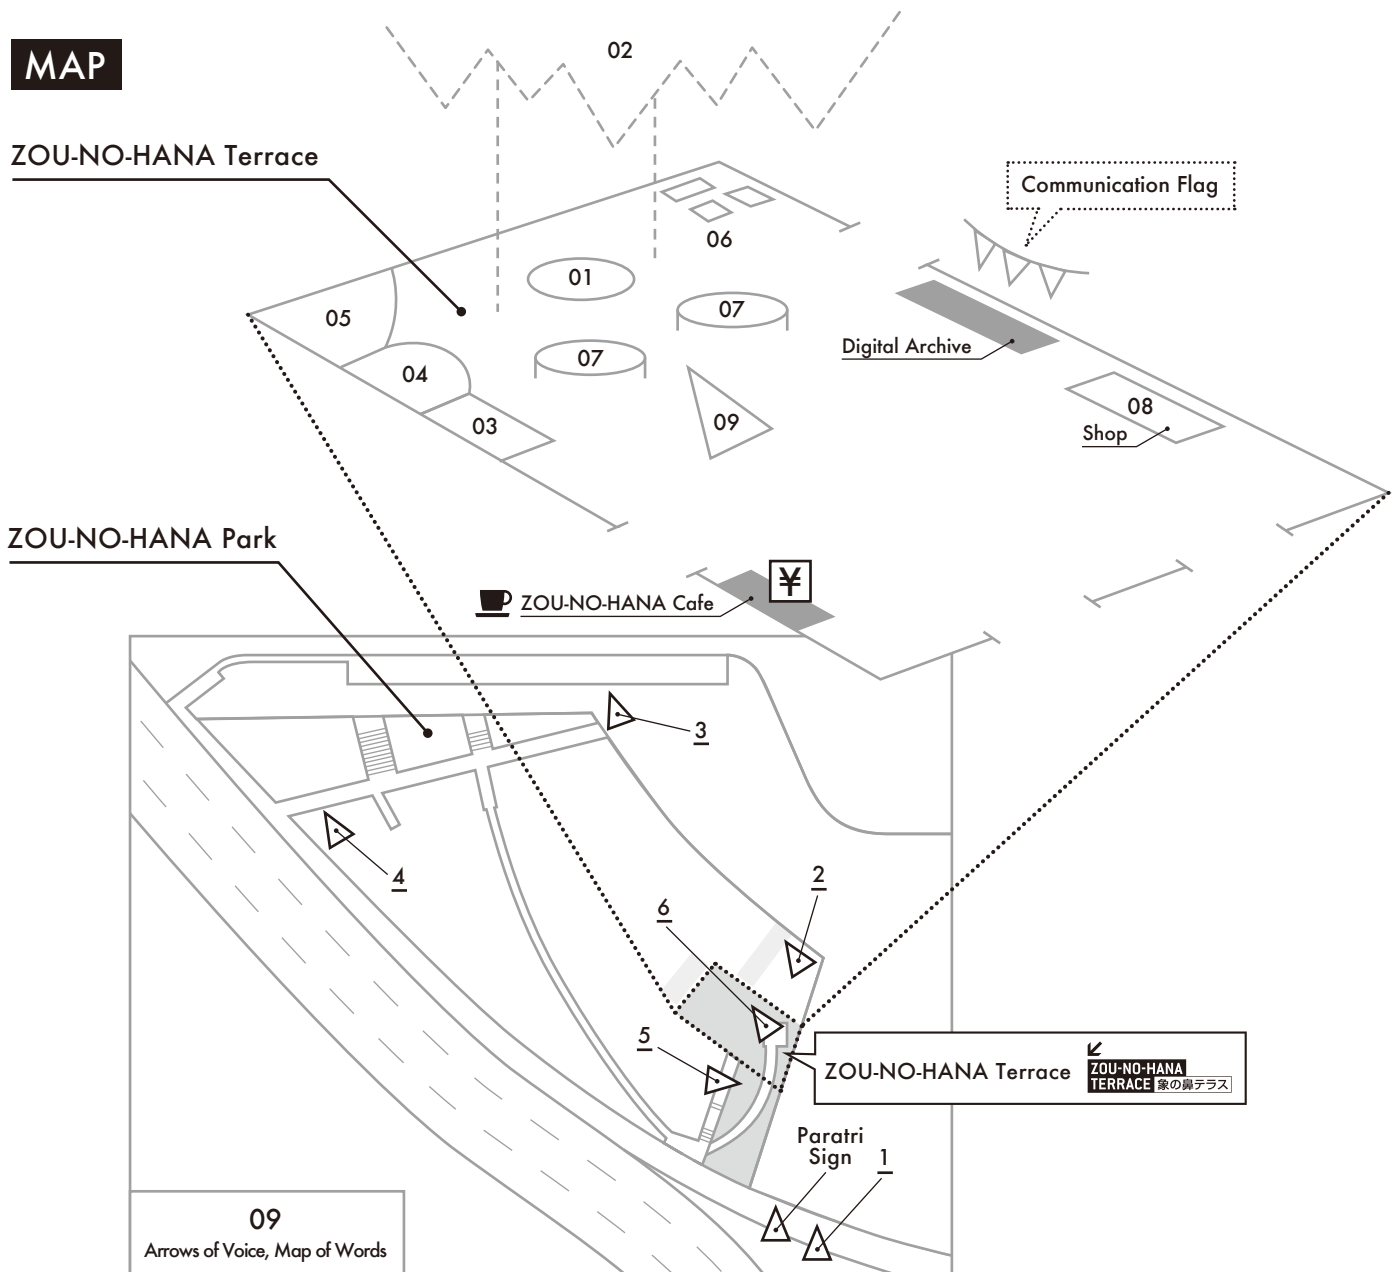 MAP
02
ZOU-NO-HANA Terrace
Communication Flag
06
01
07
05
Digital Archive
07
04
08
09
03
Shop
ZOU-NO-HANA Park
¥
ZOU-NO-HANA Cafe
3
4
2
6
5
ZOU-NO-HANA Terrace
ZOU-NO-HANA
TERRACE 象の鼻テラス
Paratri
Sign
1
09
Arrows of Voice, Map of Words